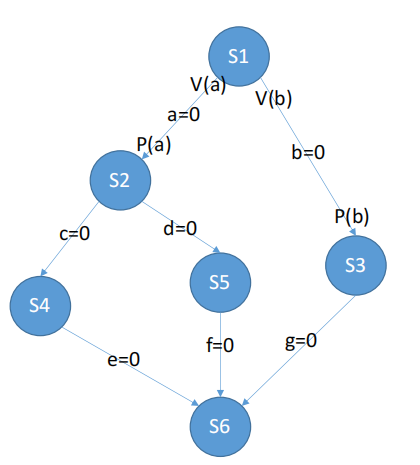 S1
V(a)
V(b)
a=0
P(a)
b=0
S2
P(b)
c=0
d=0
S3
S5
S4
f=0
g=0
e=0
S6